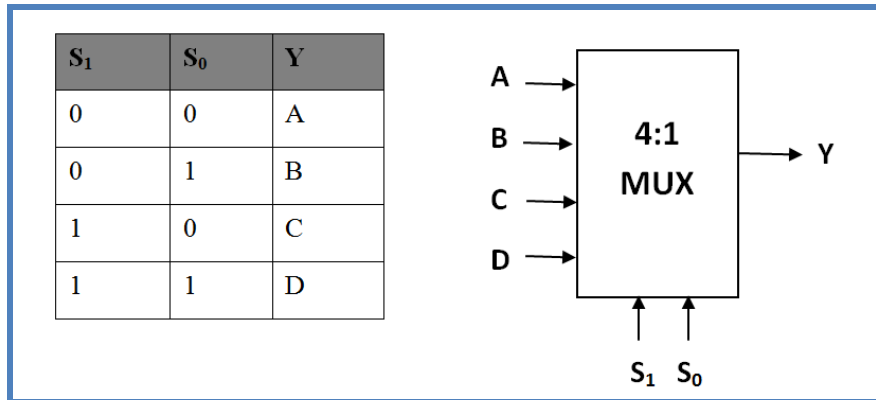 S₁ S₀ Y
0 0 A
0 1 B
1 0 C
1 1 D
A
B
C
D
4:1
MUX
Y
S₁ S₀